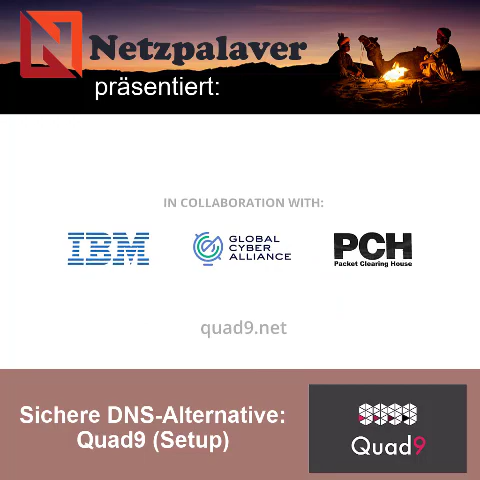 Netzpalaver
präsentiert:
IN COLLABORATION WITH:
IBM
GLOBAL
CYBER
ALLIANCE
PCH
Packet Clearing House
quad9.net
Sichere DNS-Alternative:
Quad9 (Setup)
9999
Quad9